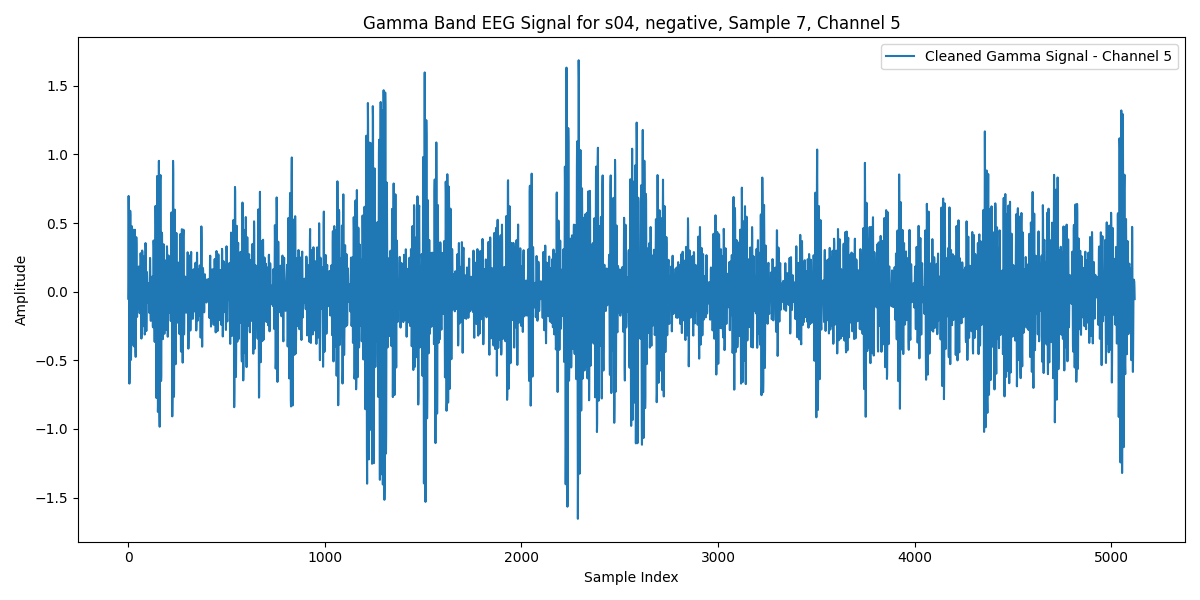 Gamma Band EEG Signal for s04, negative, Sample 7, Channel 5
Cleaned Gamma Signal - Channel 5
1.5
1.0
0.5
0.0
−0.5
−1.0
−1.5
Amplitude
0 1000 2000 3000 4000 5000
Sample Index